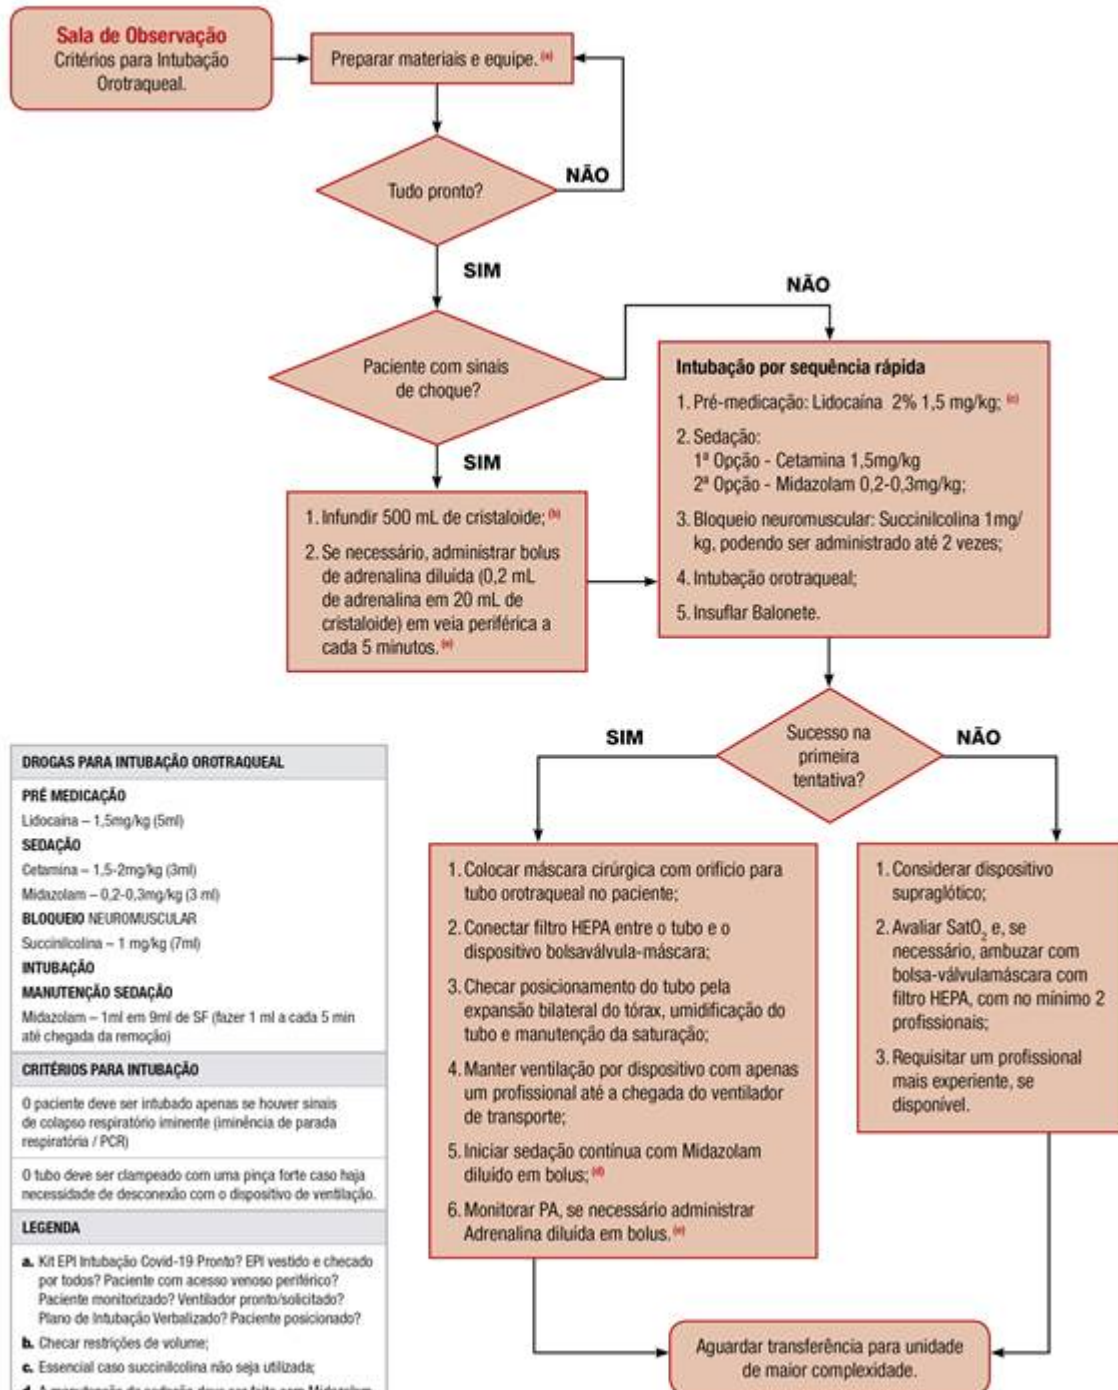 Sala de Observação
Critérios para Intubação
Orotraqueal.
Preparar materiais e equipe. (a)
Tudo pronto?
NÃO
SIM
NÃO
Paciente com sinais
de choque?
SIM
1. Infundir 500 mL de cristaloide; (b)
2. Se necessário, administrar bolus
de adrenalina diluída (0,2 mL
de adrenalina em 20 mL de
cristaloide) em veia periférica a
cada 5 minutos. (e)
Intubação por sequência rápida
1. Pré-medicação: Lidocaína 2% 1,5 mg/kg; (c)
2. Sedação:
1ª Opção - Cetamina 1,5mg/kg
2ª Opção - Midazolam 0,2-0,3mg/kg;
3. Bloqueio neuromuscular: Succinilcolina 1mg/
kg, podendo ser administrado até 2 vezes;
4. Intubação orotraqueal;
5. Insuflar Balonete.
SIM
Sucesso na
primeira
tentativa?
NÃO
1. Colocar máscara cirúrgica com orifício para
tubo orotraqueal no paciente;
2. Conectar filtro HEPA entre o tubo e o
dispositivo bolsaválvula-máscara;
3. Checar posicionamento do tubo pela
expansão bilateral do tórax, umidificação do
tubo e manutenção da saturação;
4. Manter ventilação por dispositivo com apenas
um profissional até a chegada do ventilador
de transporte;
5. Iniciar sedação contínua com Midazolam
diluído em bolus; (d)
6. Monitorar PA, se necessário administrar
Adrenalina diluída em bolus. (e)
1. Considerar dispositivo
supraglótico;
2. Avaliar SatO₂ e, se
necessário, ambuzar com
bolsa-válvulamáscara com
filtro HEPA, com no mínimo 2
profissionais;
3. Requisitar um profissional
mais experiente, se
disponível.
Aguardar transferência para unidade
de maior complexidade.
DROGAS PARA INTUBAÇÃO OROTRAQUEAL
PRÉ MEDICAÇÃO
Lidocaína – 1,5mg/kg (5ml)
SEDAÇÃO
Cetamina – 1,5-2mg/kg (3ml)
Midazolam – 0,2-0,3mg/kg (3 ml)
BLOQUEIO NEUROMUSCULAR
Succinilcolina – 1 mg/kg (7ml)
INTUBAÇÃO
MANUTENÇÃO SEDAÇÃO
Midazolam – 1ml em 9ml de SF (fazer 1 ml a cada 5 min
até chegada da remoção)
CRITÉRIOS PARA INTUBAÇÃO
O paciente deve ser intubado apenas se houver sinais
de colapso respiratório iminente (iminência de parada
respiratória / PCR)
O tubo deve ser clampeado com uma pinça forte caso haja
necessidade de desconexão com o dispositivo de ventilação.
LEGENDA
a. Kit EPI Intubação Covid-19 Pronto? EPI vestido e checado
por todos? Paciente com acesso venoso periférico?
Paciente monitorizado? Ventilador pronto/solicitado?
Plano de Intubação Verbalizado? Paciente posicionado?
b. Checar restrições de volume;
c. Essencial caso succinilcolina não seja utilizada;
d. A manutenção da sedação deve ser feita com Midazolam